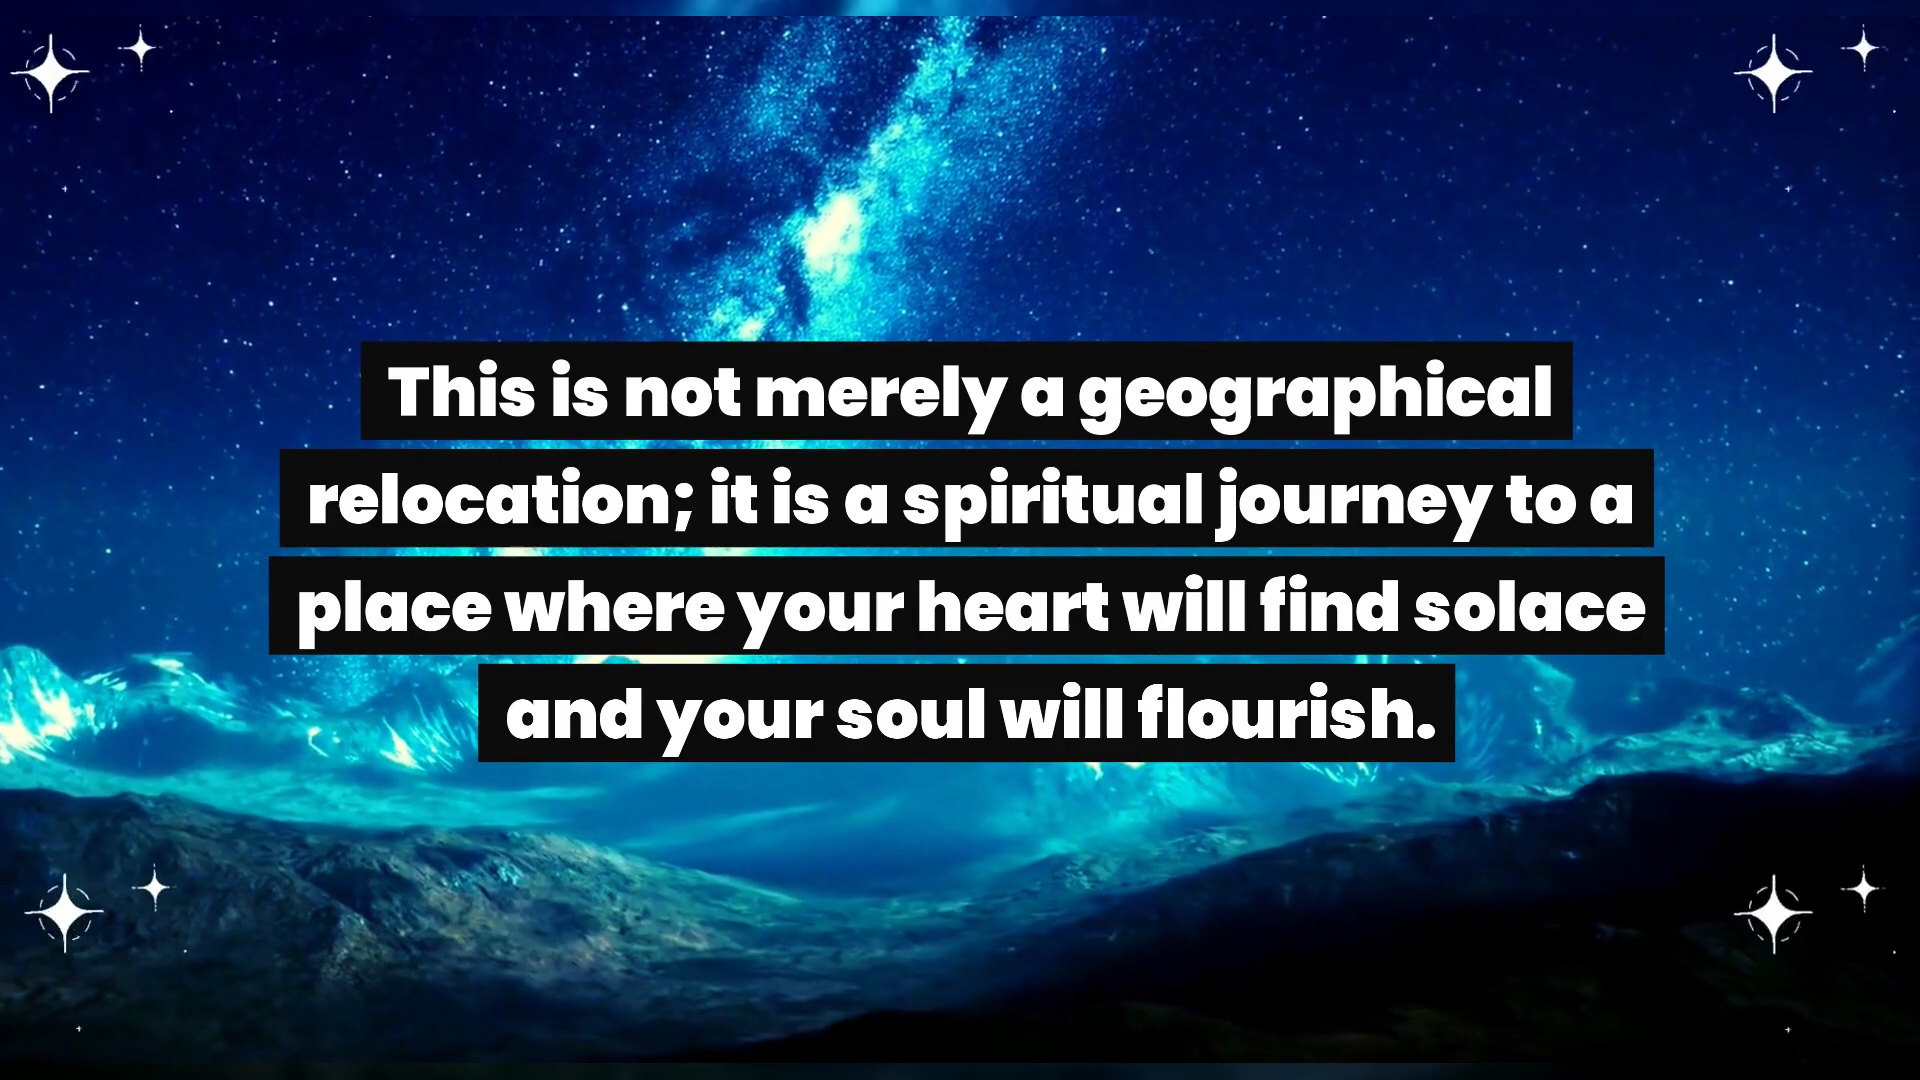 This is not merely a geographical
relocation; it is a spiritual journey to a
place where your heart will find solace
and your soul will flourish.